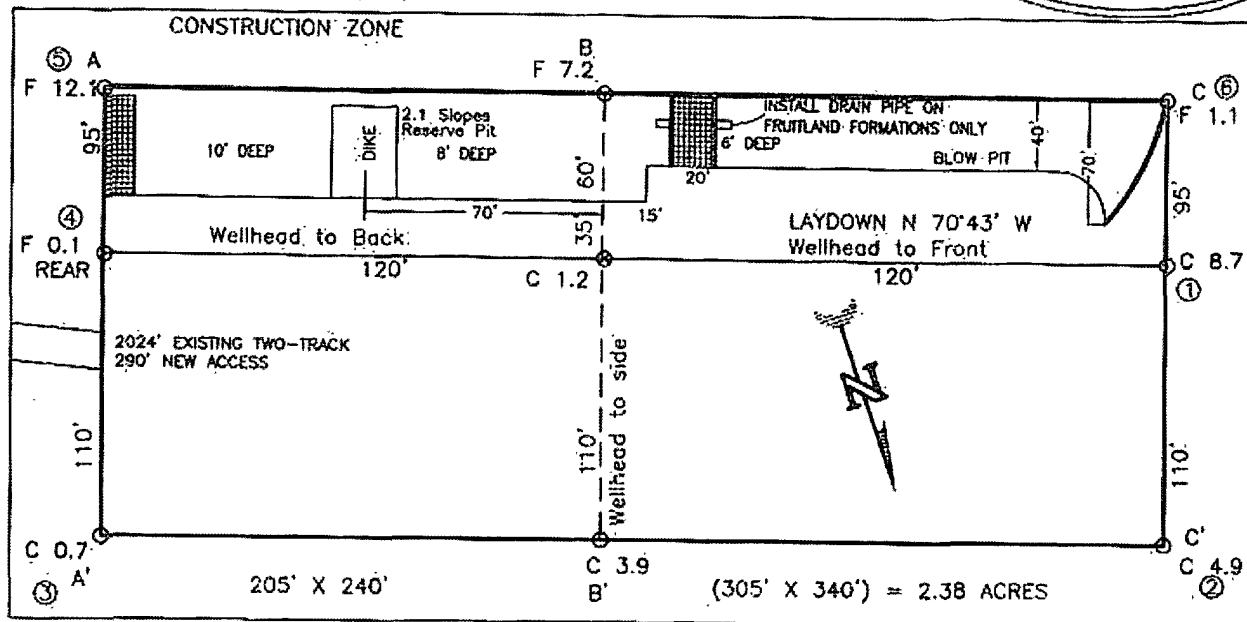 CONSTRUCTION ZONE
⑤ A
F 12.1
B
F 7.2
C ⑥
F 1.1
95'
10' DEEP
DIKE
2.1 Slopes
Reserve Pit
8' DEEP
60'
INSTALL DRAIN PIPE ON
FRUITLAND FORMATIONS ONLY
6' DEEP
BLOW PIT
40'
70'
95'
20'
70'
15'
④
F 0.1
REAR
Wellhead to Back
120'
35'
C 1.2
LAYDOWN N 70°43' W
Wellhead to Front
120'
C 8.7
①
2024' EXISTING TWO-TRACK
290' NEW ACCESS
110'
110'
Wellhead to side
N
110'
C 0.7
A'
③
205' X 240'
C 3.9
B'
(305' X 340') = 2.38 ACRES
C'
C 4.9
②